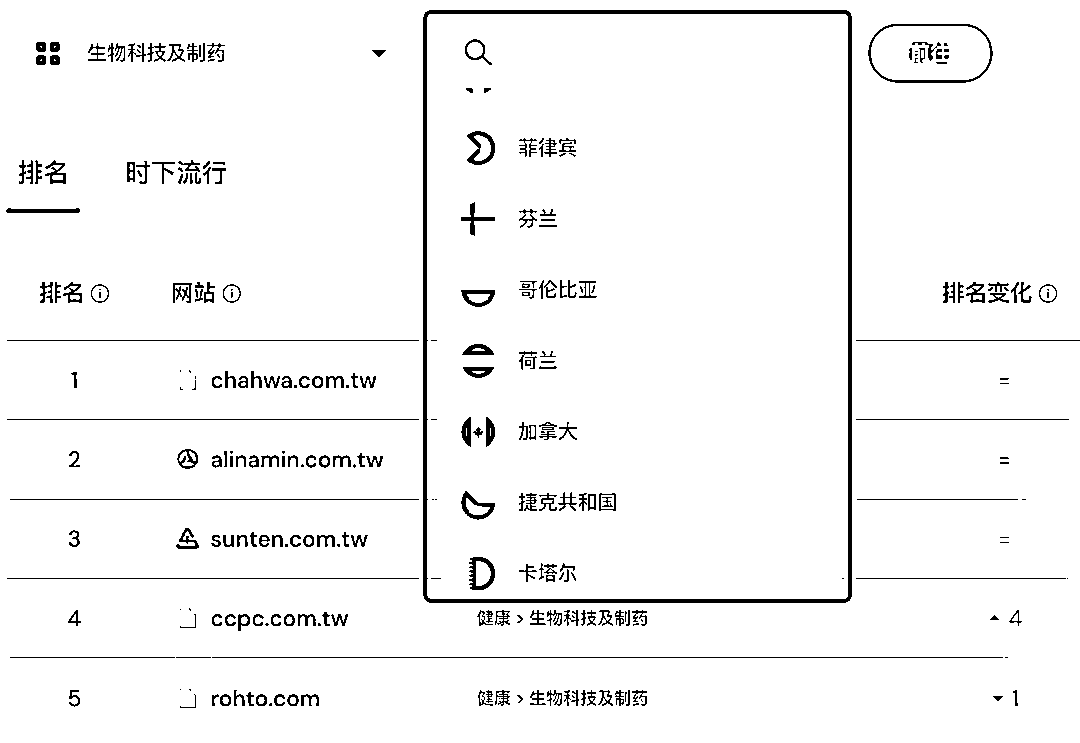 生物科技及制药
前往
排名 时下流行
菲律宾
芬兰
哥伦比亚
荷兰
加拿大
捷克共和国
卡塔尔
排名 网站 排名变化
1 chahwa.com.tw =
2 alinamin.com.tw =
3 sunten.com.tw =
4 ccpc.com.tw 健康 > 生物科技及制药 4
5 rohto.com 健康 > 生物科技及制药 1